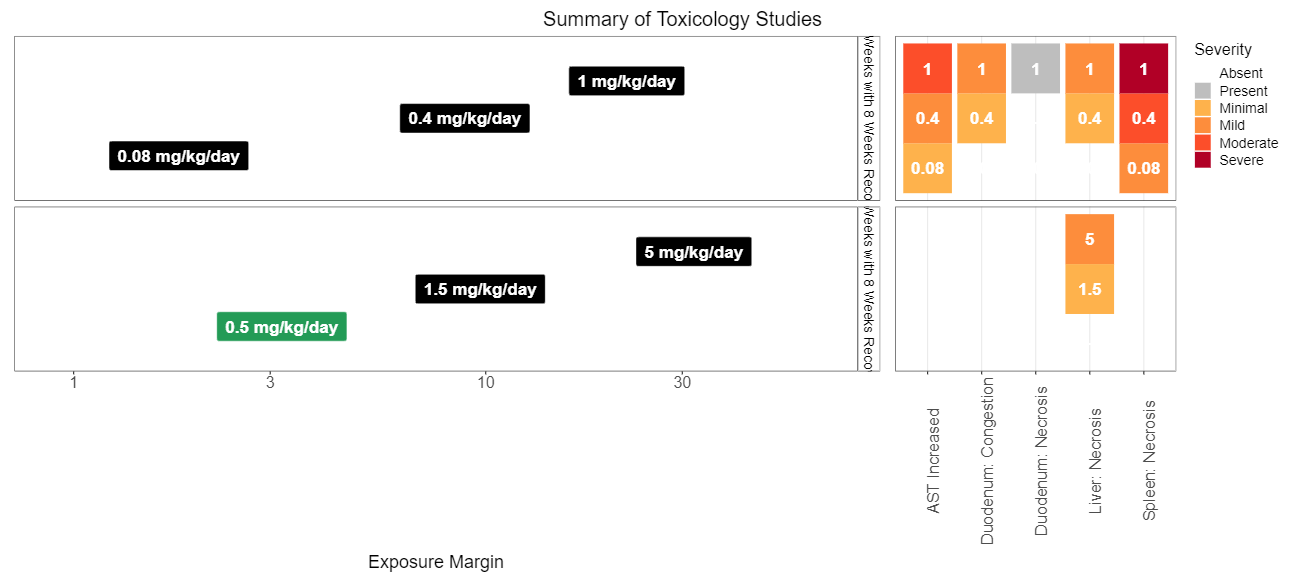 Summary of Toxicology Studies
1 mg/kg/day
0.4 mg/kg/day
0.08 mg/kg/day
Weeks with 8 Weeks
1 1 1 1 1
0.4 0.4 0.4 0.4
0.08 0.08
Severity
Absent
Present
Minimal
Mild
Moderate
Severe
5 mg/kg/day
1.5 mg/kg/day
0.5 mg/kg/day
Weeks with 8 Weeks
5
1.5
1 3 10 30
AST Increased
Duodenum: Congestion
Duodenum: Necrosis
Liver: Necrosis
Spleen: Necrosis
Exposure Margin